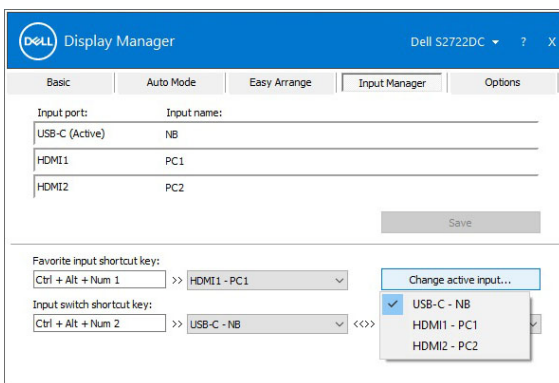 DELL Display Manager Dell S2722DC ? X
Basic Auto Mode Easy Arrange Input Manager Options
Input port: Input name:
USB-C (Active) NB
HDMI1 PC1
HDMI2 PC2
Save
Favorite input shortcut key:
Ctrl + Alt + Num 1 >> HDMI1 - PC1 Change active input...
Input switch shortcut key:
Ctrl + Alt + Num 2 >> USB-C - NB <<>>
USB-C - NB
HDMI1 - PC1
HDMI2 - PC2